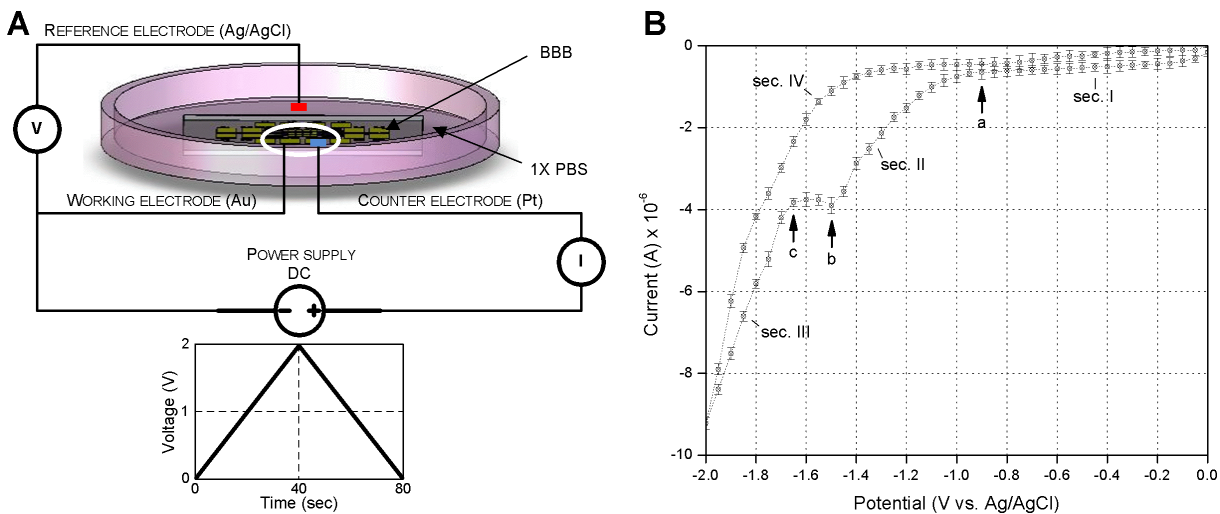 A
REFERENCE ELECTRODE (Ag/AgCl)
BBB
V
1X PBS
WORKING ELECTRODE (Au)
COUNTER ELECTRODE (Pt)
POWER SUPPLY
DC
I
- +
2
1
0
Voltage (V)
0 40 80
Time (sec)
B
0
-2
-4
-6
-8
-10
Current (A) x 10⁻⁶
sec. IV
sec. I
a
sec. II
c
b
sec. III
-2.0 -1.8 -1.6 -1.4 -1.2 -1.0 -0.8 -0.6 -0.4 -0.2 0.0
Potential (V vs. Ag/AgCl)